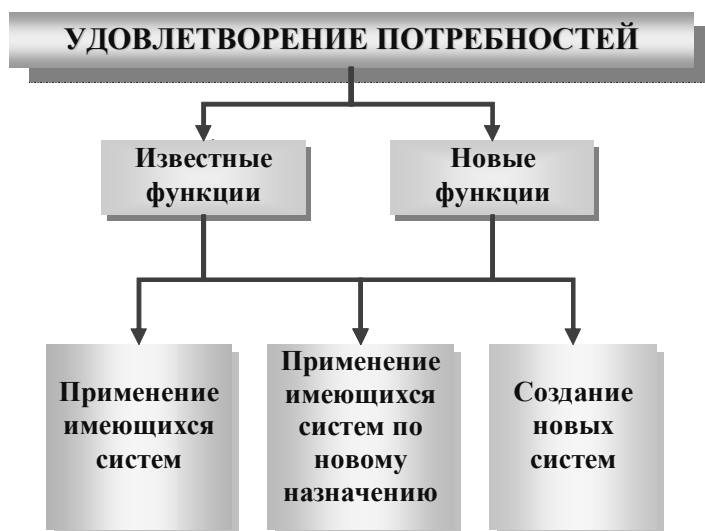 УДОВЛЕТВОРЕНИЕ ПОТРЕБНОСТЕЙ
Известные
функции
Новые
функции
Применение
имеющихся
систем
Применение
имеющихся
систем по
новому
назначению
Создание
новых
систем